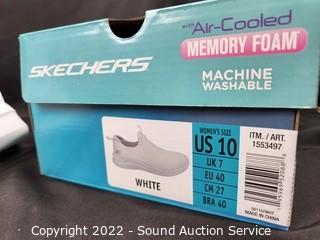 with Air-Cooled
MEMORY FOAM
SKECHERS
MACHINE
WASHABLE
WOMEN'S SIZE
US 10
UK 7
EU 40
CM 27
BRA 40
ITM. / ART.
1553497
WHITE
MADE IN CHINA
Copyright 2022 - Sound Auction Service